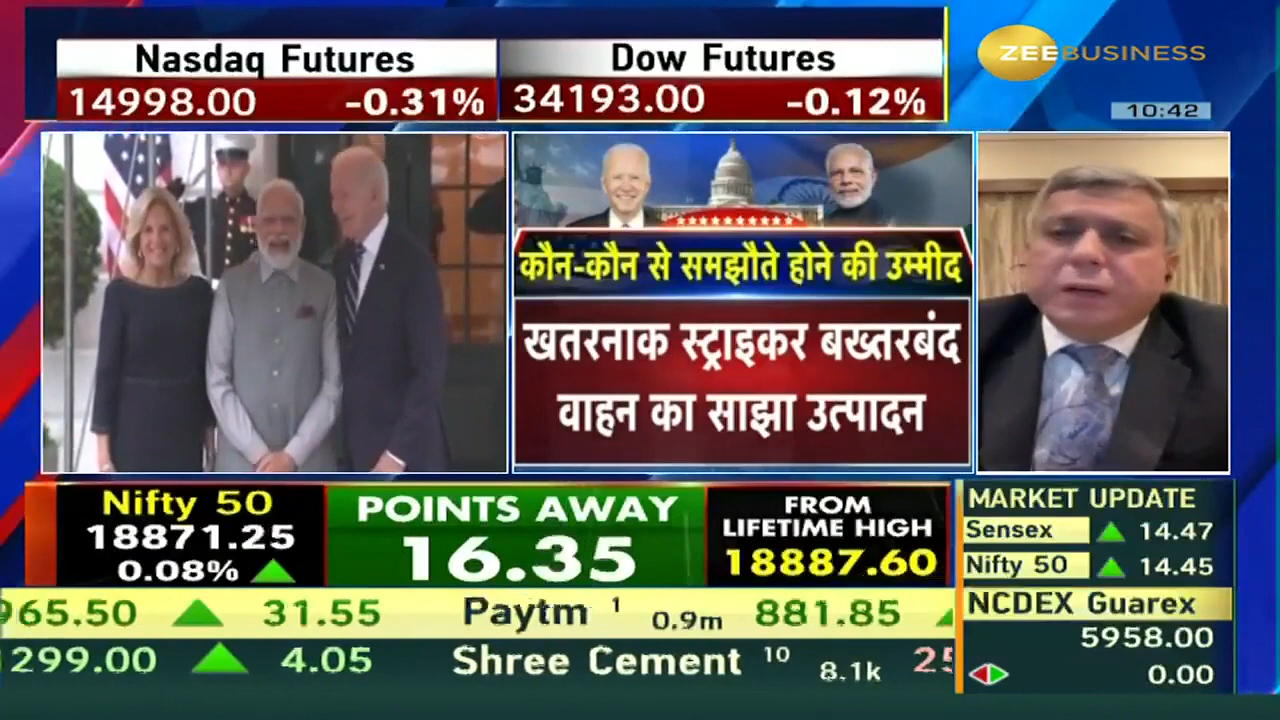 Nasdaq Futures
14998.00 -0.31%
Dow Futures
34193.00 -0.12%
ZEEBUSINESS
10:42
कौन-कौन से समझौते होने की उम्मीद
खतरनाक स्ट्राइकर बख्तरबंद
वाहन का साझा उत्पादन
Nifty 50
18871.25
0.08%
POINTS AWAY
16.35
FROM
LIFETIME HIGH
18887.60
MARKET UPDATE
Sensex 14.47
Nifty 50 14.45
NCDEX Guarex
5958.00
0.00
965.50 31.55 Paytm 1 0.9m 881.85
299.00 4.05 Shree Cement 10 8.1k 25